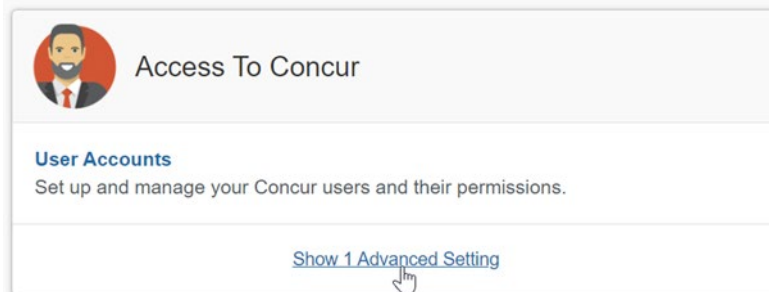 Access To Concur
User Accounts
Set up and manage your Concur users and their permissions.
Show 1 Advanced Setting